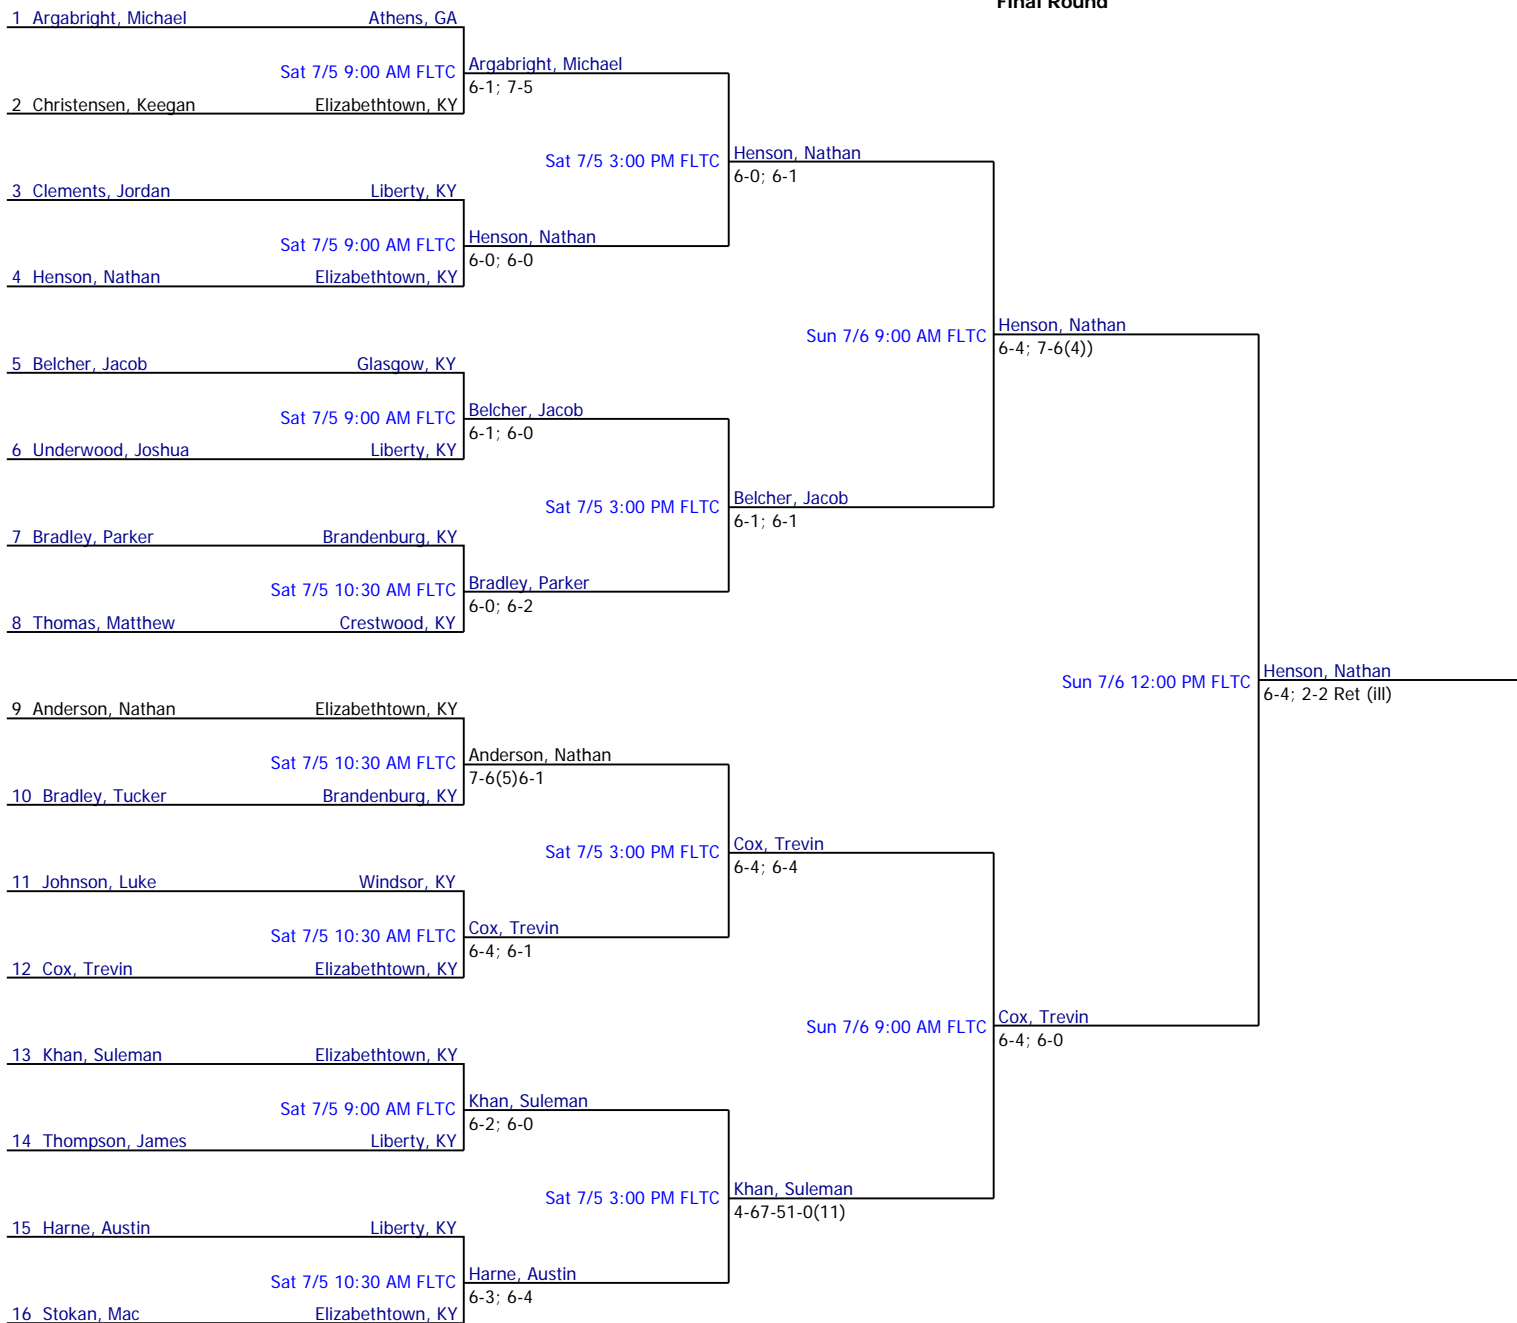 Final Round
1 Argabright, Michael Athens, GA
Sat 7/5 9:00 AM FLTC
2 Christensen, Keegan Elizabethtown, KY
Argabright, Michael
6-1; 7-5
3 Clements, Jordan Liberty, KY
Sat 7/5 9:00 AM FLTC
4 Henson, Nathan Elizabethtown, KY
Henson, Nathan
6-0; 6-0
Sat 7/5 3:00 PM FLTC
Henson, Nathan
6-0; 6-1
5 Belcher, Jacob Glasgow, KY
Sat 7/5 9:00 AM FLTC
6 Underwood, Joshua Liberty, KY
Belcher, Jacob
6-1; 6-0
7 Bradley, Parker Brandenburg, KY
Sat 7/5 10:30 AM FLTC
8 Thomas, Matthew Crestwood, KY
Bradley, Parker
6-0; 6-2
Sat 7/5 3:00 PM FLTC
Belcher, Jacob
6-1; 6-1
Sun 7/6 9:00 AM FLTC
Henson, Nathan
6-4; 7-6(4))
9 Anderson, Nathan Elizabethtown, KY
Sat 7/5 10:30 AM FLTC
10 Bradley, Tucker Brandenburg, KY
Anderson, Nathan
7-6(5)6-1
11 Johnson, Luke Windsor, KY
Sat 7/5 10:30 AM FLTC
12 Cox, Trevin Elizabethtown, KY
Cox, Trevin
6-4; 6-1
Sat 7/5 3:00 PM FLTC
Cox, Trevin
6-4; 6-4
13 Khan, Suleman Elizabethtown, KY
Sat 7/5 9:00 AM FLTC
14 Thompson, James Liberty, KY
Khan, Suleman
6-2; 6-0
15 Harne, Austin Liberty, KY
Sat 7/5 10:30 AM FLTC
16 Stokan, Mac Elizabethtown, KY
Harne, Austin
6-3; 6-4
Sat 7/5 3:00 PM FLTC
Khan, Suleman
4-67-51-0(11)
Sun 7/6 9:00 AM FLTC
Cox, Trevin
6-4; 6-0
Sun 7/6 12:00 PM FLTC
Henson, Nathan
6-4; 2-2 Ret (ill)